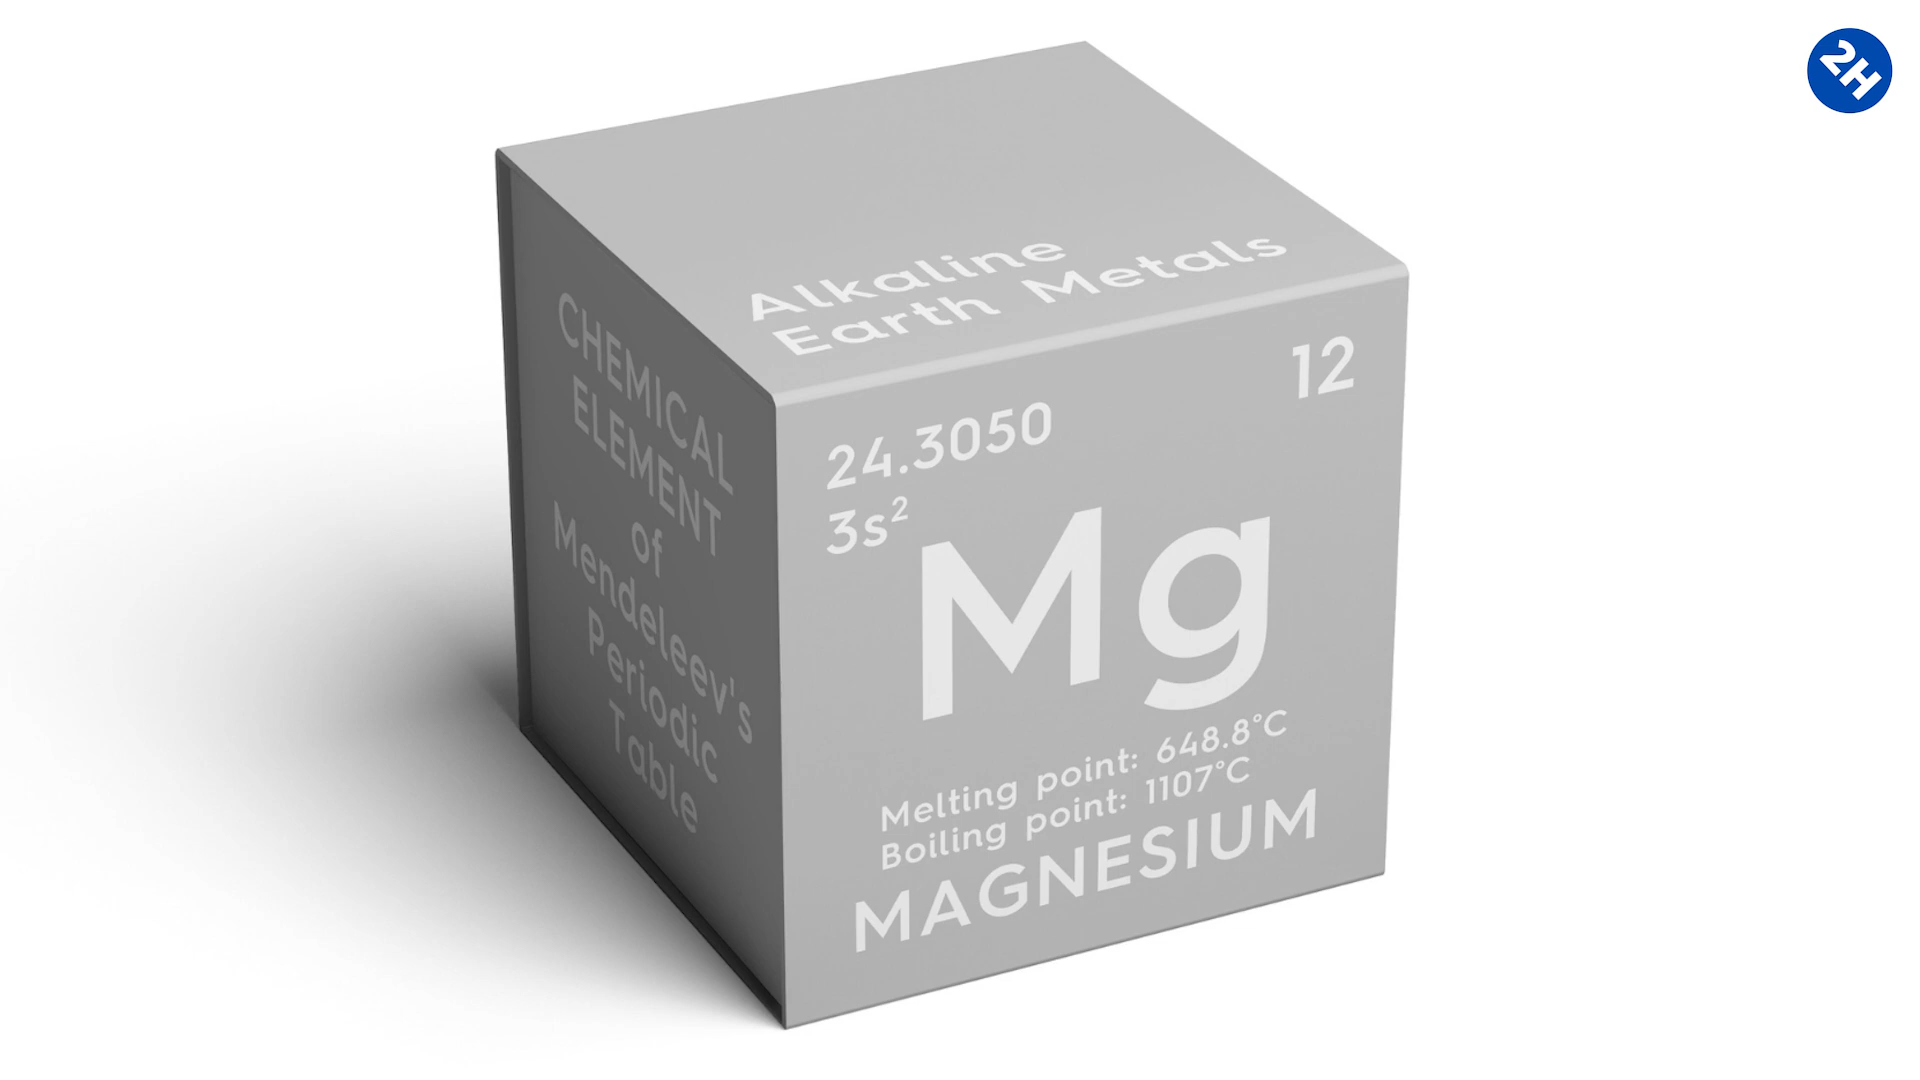 2H
Alkaline
Earth Metals
CHEMICAL
ELEMENT
of
Mendeleev's
Periodic
Table
12
24.3050
3s²
Mg
Melting point: 648.8°C
Boiling point: 1107°C
MAGNESIUM